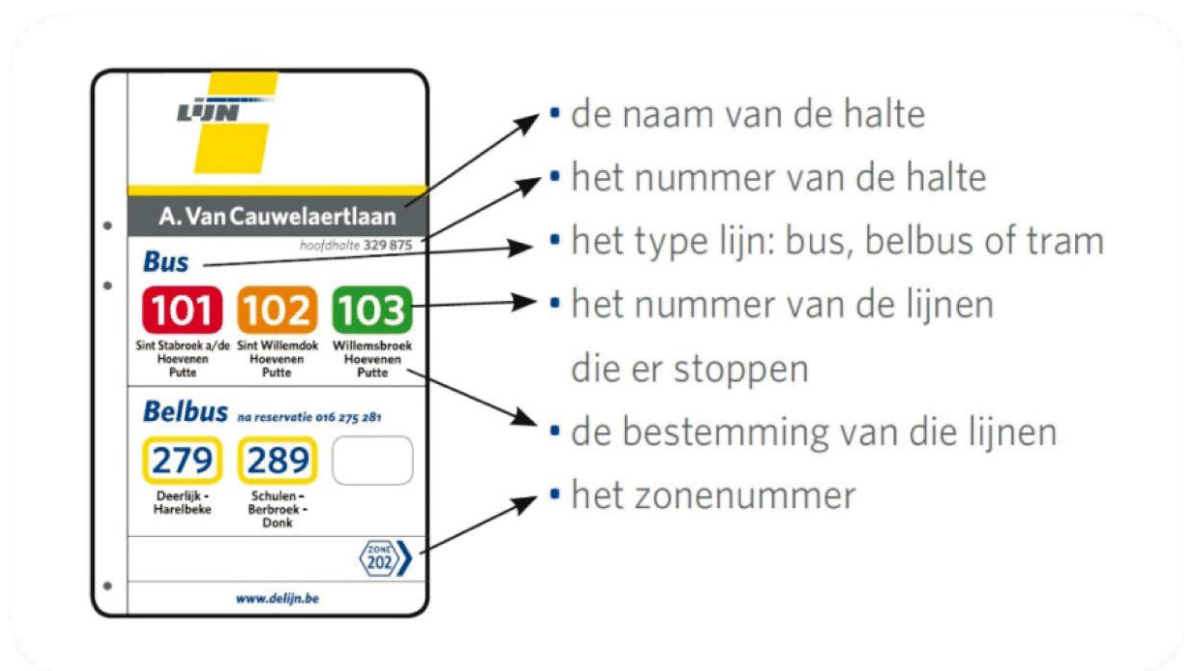 de
LIJN
A. Van Cauwelaertlaan
hoofdhalte 329 875
Bus
101 102 103
Sint Stabroek a/de Sint Willemdok Willemsbroek
Hoevenen Hoevenen Hoevenen
Putte Putte Putte
Belbus na reservatie 016 275 281
279 289
Deerlijk - Schulen -
Harelbeke Berbroek -
Donk
ZONE
202
www.delijn.be
• de naam van de halte
• het nummer van de halte
• het type lijn: bus, belbus of tram
• het nummer van de lijnen
die er stoppen
• de bestemming van die lijnen
• het zonenummer